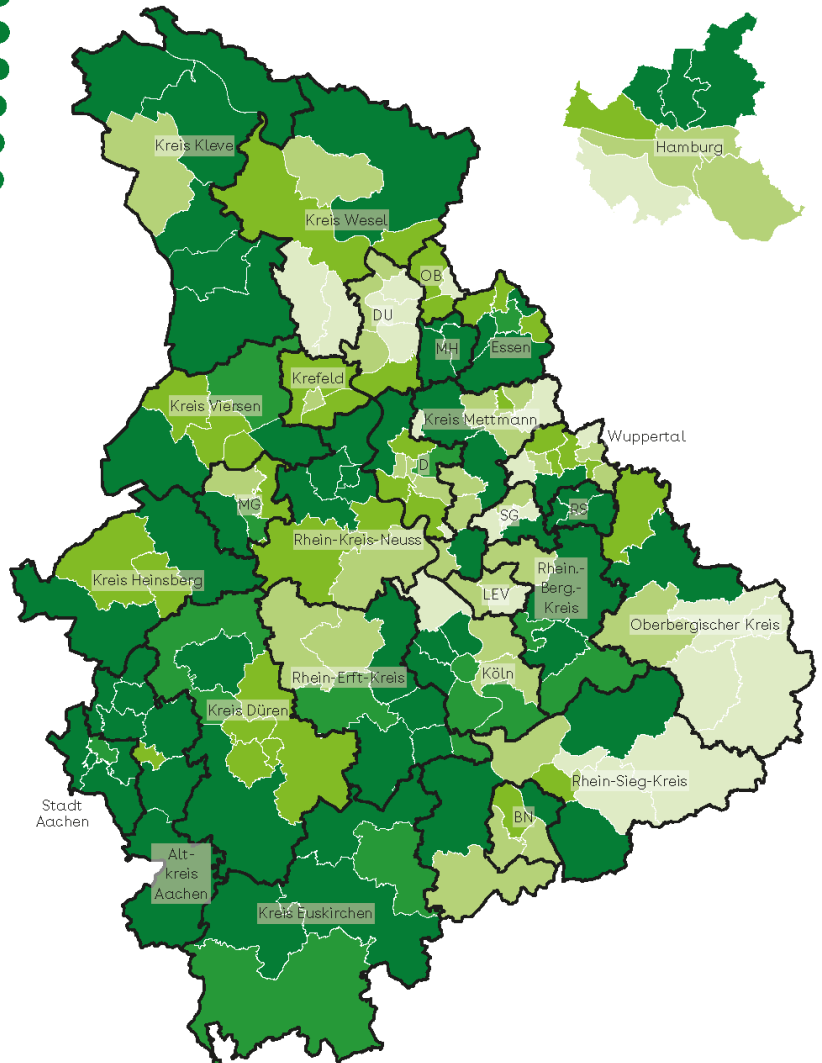 Kreis Kleve
Hamburg
Kreis Wesel
OB
DU
MH
Essen
Krefeld
Kreis Viersen
Kreis Mettmann
Wuppertal
D
MG
SG
RS
Rhein-Kreis-Neuss
Kreis Heinsberg
LEV
Rhein.-
Berg.-
Kreis
Oberbergischer Kreis
Rhein-Erft-Kreis
Köln
Kreis Düren
Rhein-Sieg-Kreis
Stadt
Aachen
BN
Alt-
kreis
Aachen
Kreis Euskirchen